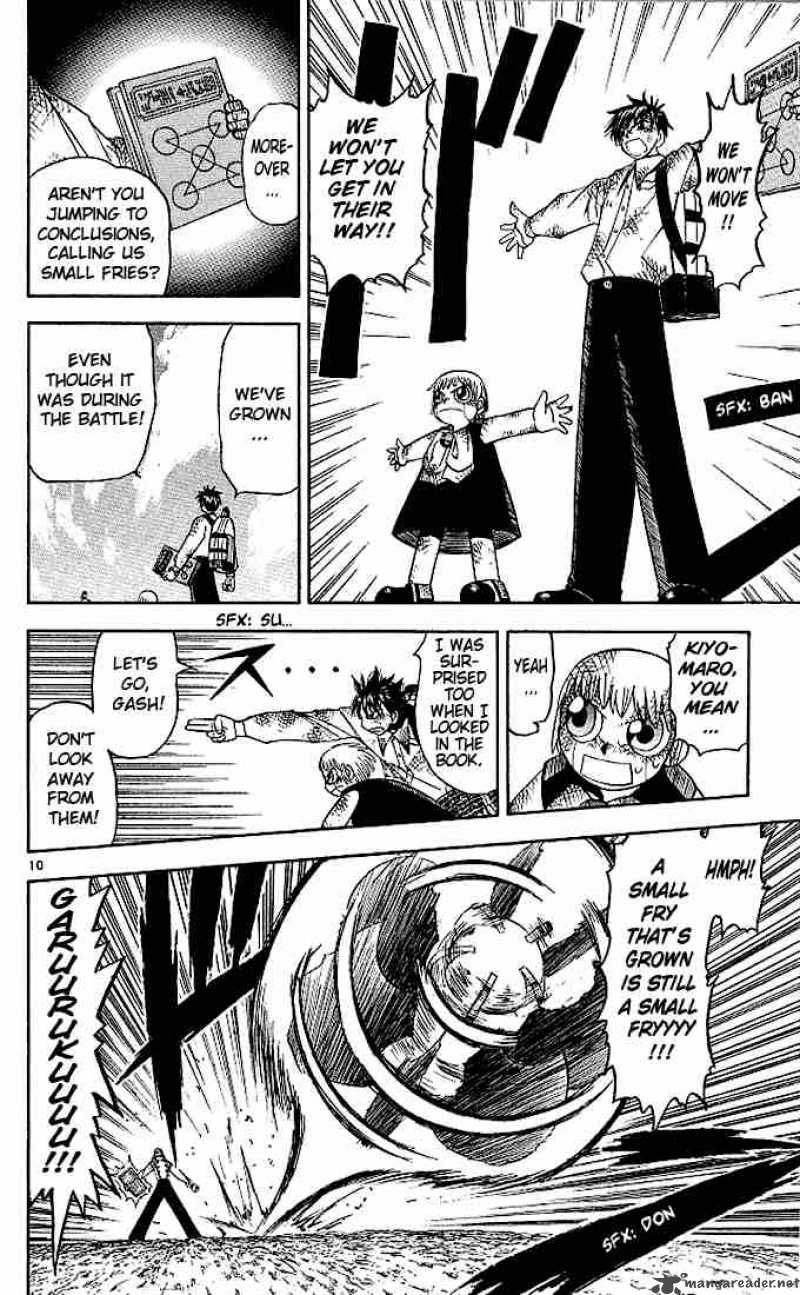 WE
WON'T
MOVE
!!
WE
WON'T
LET YOU
GET IN
THEIR
WAY!!
SFX: BAN
MORE-
OVER
...
AREN'T YOU
JUMPING TO
CONCLUSIONS,
CALLING US
SMALL FRIES?
WE'VE
GROWN
...
EVEN
THOUGH IT
WAS DURING
THE BATTLE!
KIYO-
MARO,
YOU
MEAN
...
YEAH
...
SFX: SU...
ス...
I WAS
SUR-
PRISED
TOO
WHEN I
LOOKED
IN THE
BOOK.
LET'S
GO,
GASH!
DON'T
LOOK
AWAY
FROM
THEM!
10
HMPH!
A
SMALL
FRY
THAT'S
GROWN
IS STILL
A SMALL
FRYYYY
!!!
GARUURUKUUUU!!!
SFX: DON
mangareader.net